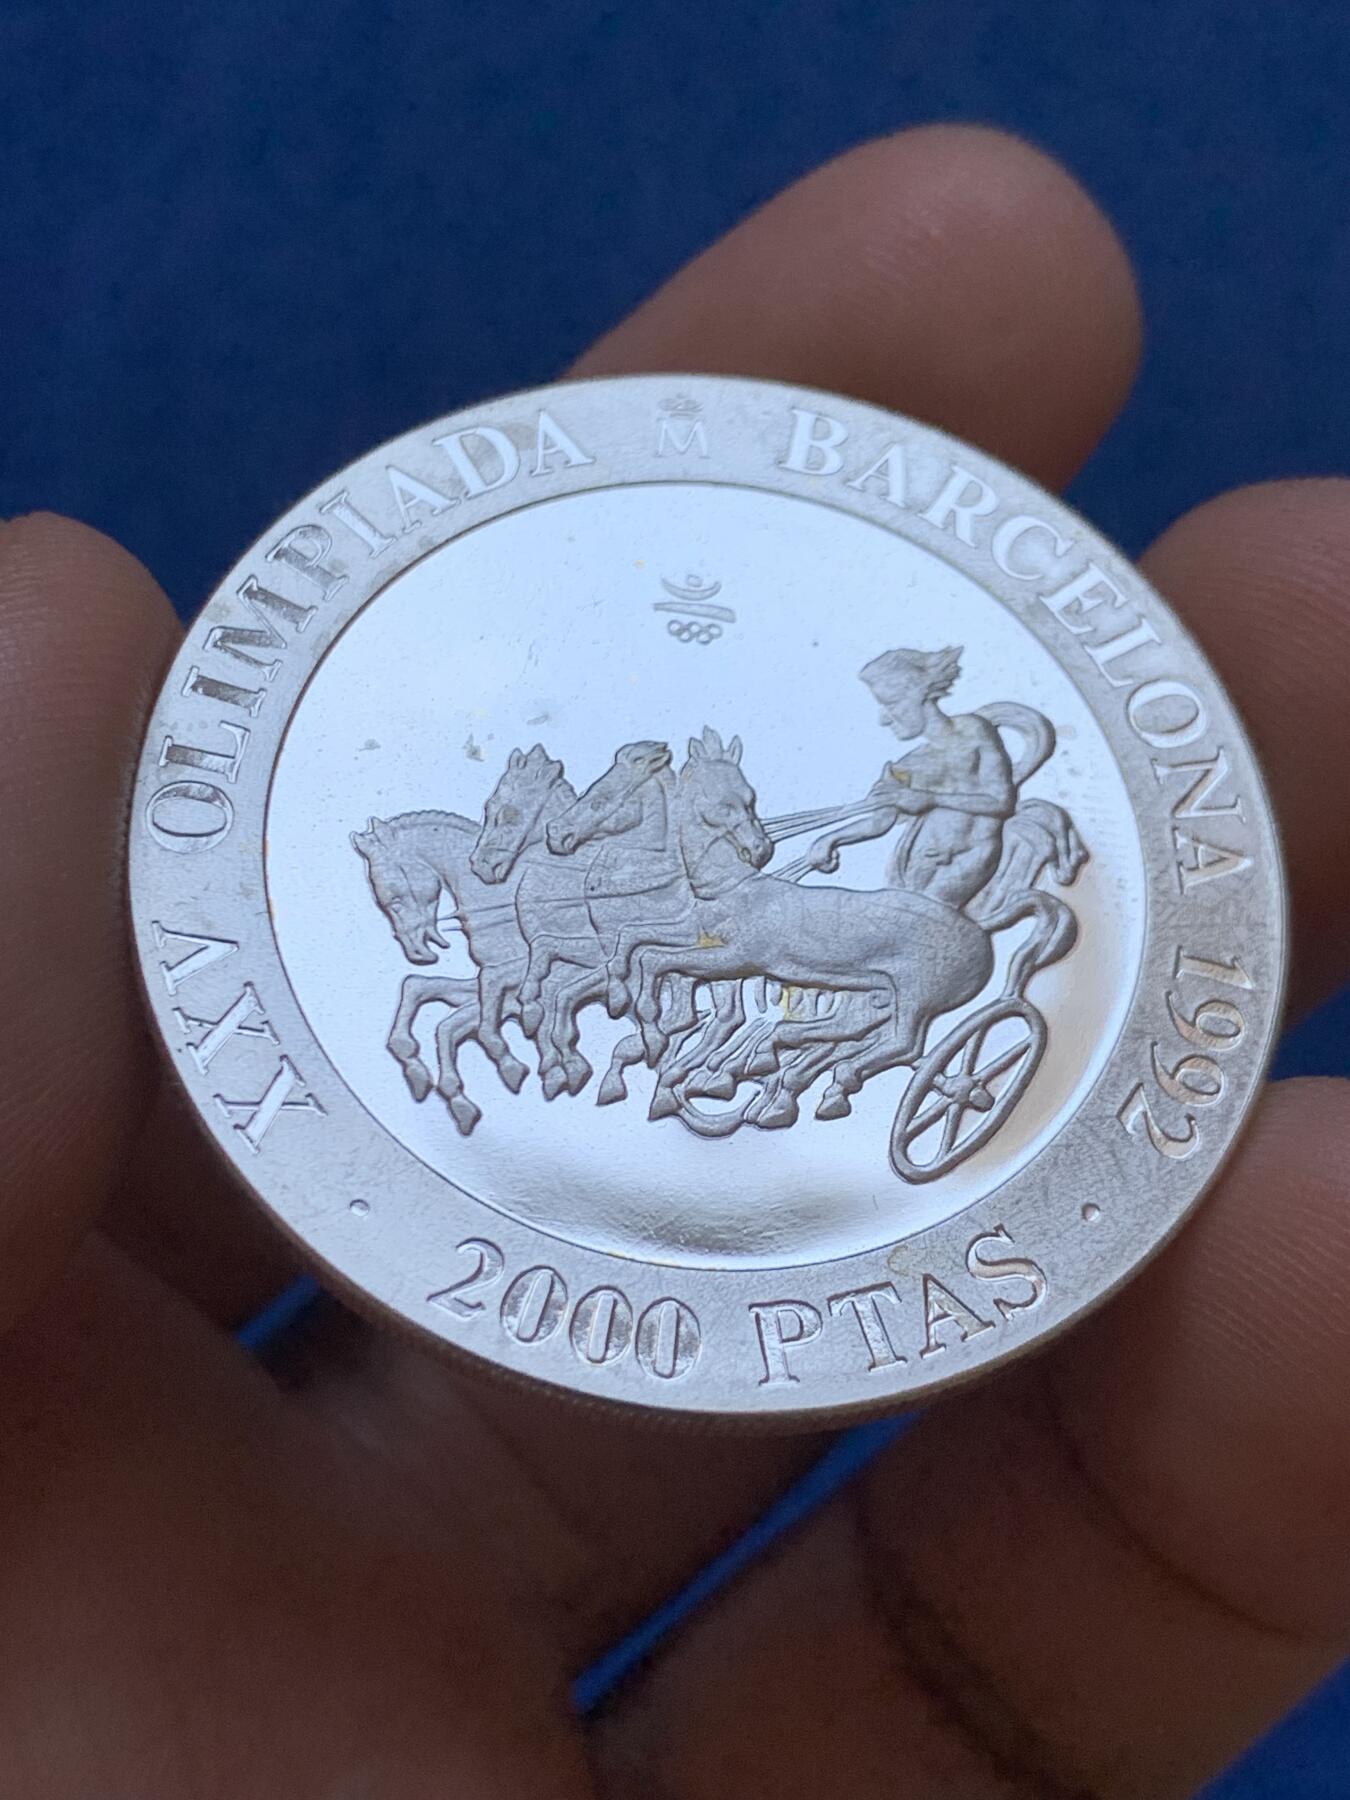 XXV OLIMPIADA M BARCELONA 1992
· 2000 PTAS ·